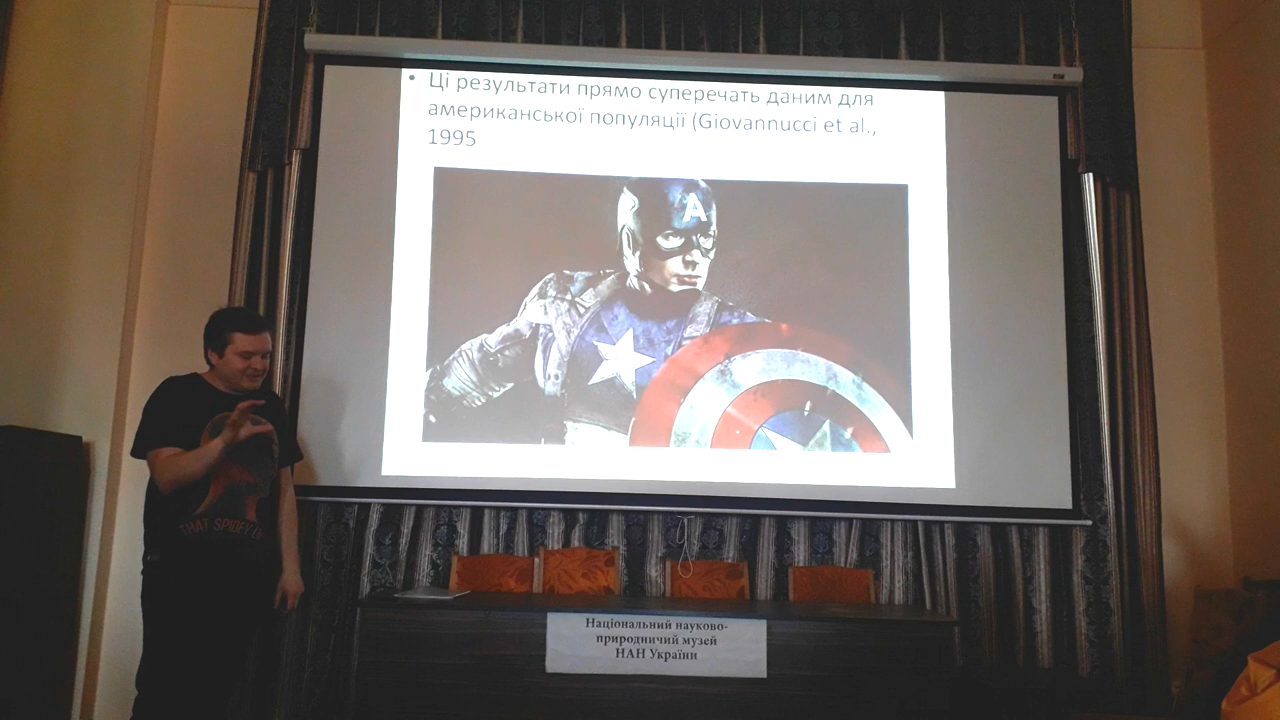 • Ці результати прямо суперечать даним для
американської популяції (Giovannucci et al.,
1995
A
THAT SPIDEY
Національний науково-
природничий музей
НАН України